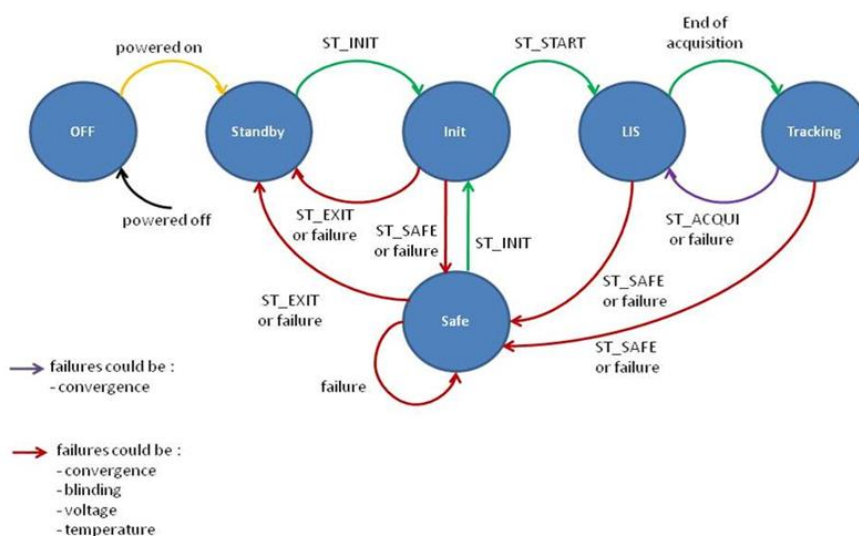 powered on
ST_INIT
ST_START
End of
acquisition
OFF
Standby
Init
LIS
Tracking
powered off
ST_EXIT
or failure
ST_SAFE
or failure
ST_INIT
ST_ACQUI
or failure
ST_EXIT
or failure
Safe
ST_SAFE
or failure
ST_SAFE
or failure
failure
failures could be :
- convergence
failures could be :
- convergence
- blinding
- voltage
- temperature